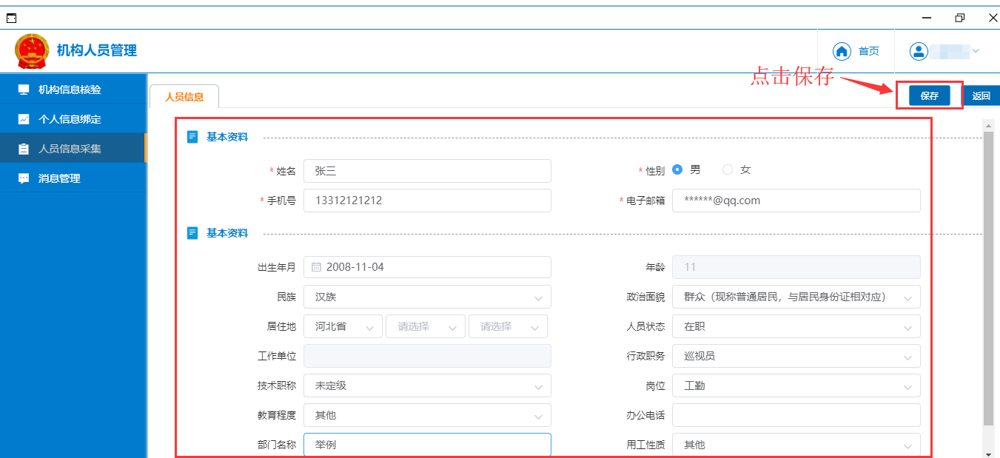 机构人员管理
首页
点击保存
机构信息核验
个人信息绑定
人员信息采集
消息管理
人员信息
保存
返回
基本资料
* 姓名 张三 * 性别 男 女
* 手机号 13312121212 * 电子邮箱 ******@qq.com
基本资料
出生年月 2008-11-04 年龄 11
民族 汉族 政治面貌 群众（现称普通居民，与居民身份证相对应）
居住地 河北省 请选择 请选择 人员状态 在职
工作单位 行政职务 巡视员
技术职称 未定级 岗位 工勤
教育程度 其他 办公电话
部门名称 举例 用工性质 其他